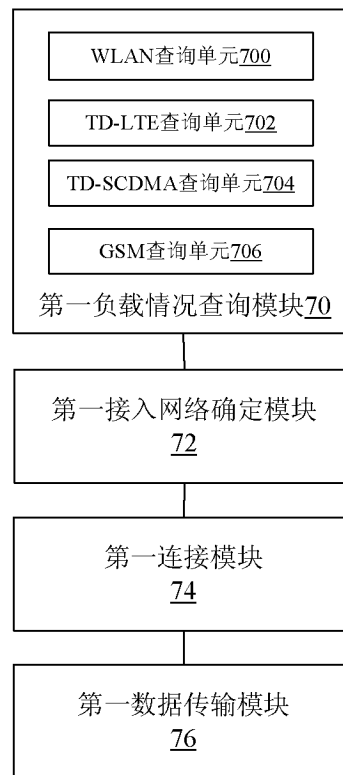 WLAN查询单元700
TD-LTE查询单元702
TD-SCDMA查询单元704
GSM查询单元706
第一负载情况查询模块70
第一接入网络确定模块
72
第一连接模块
74
第一数据传输模块
76